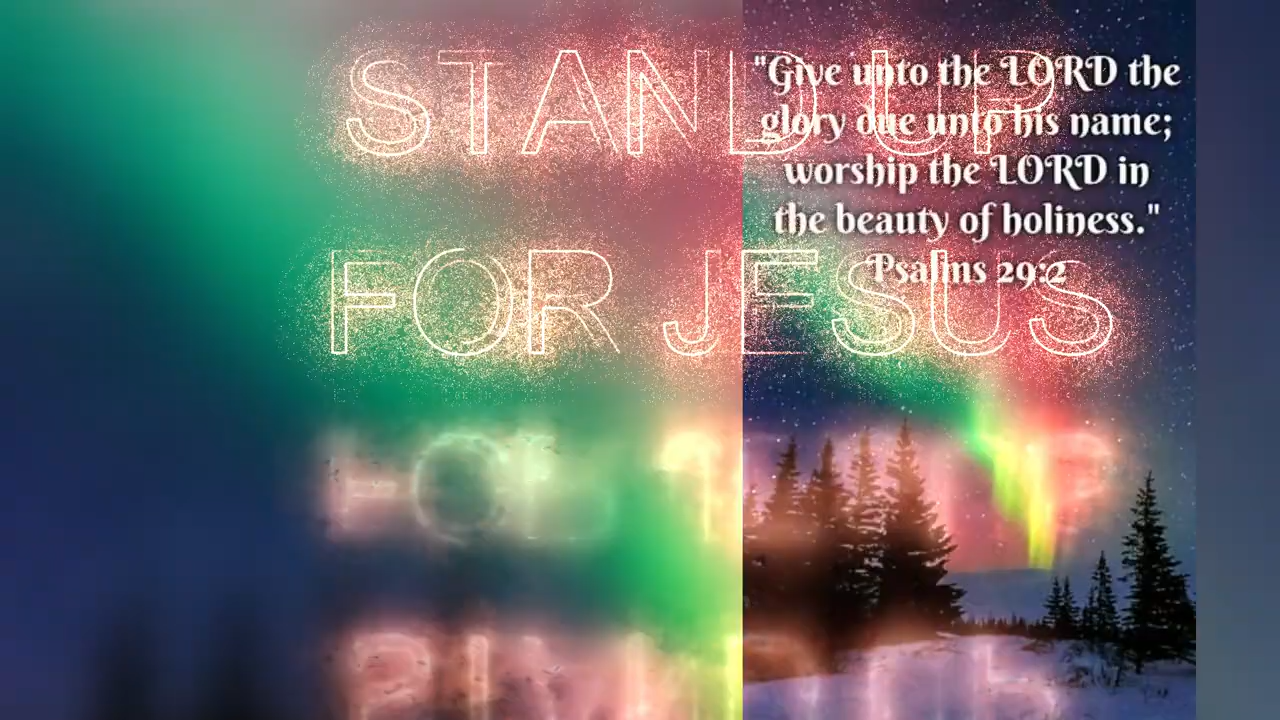 STAND UP
FOR JESUS
"Give unto the LORD the
glory due unto his name;
worship the LORD in
the beauty of holiness."
Psalms 29:2